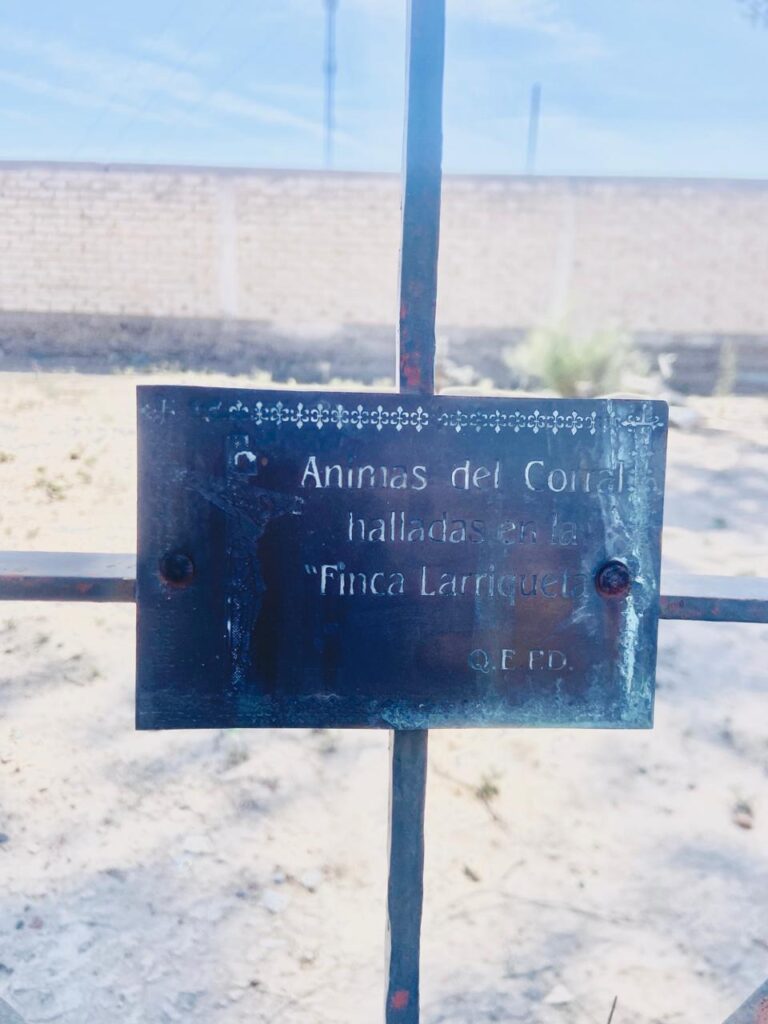 Animas del Corral
halladas en la
"Finca Larriqueta
Q.E.P.D.